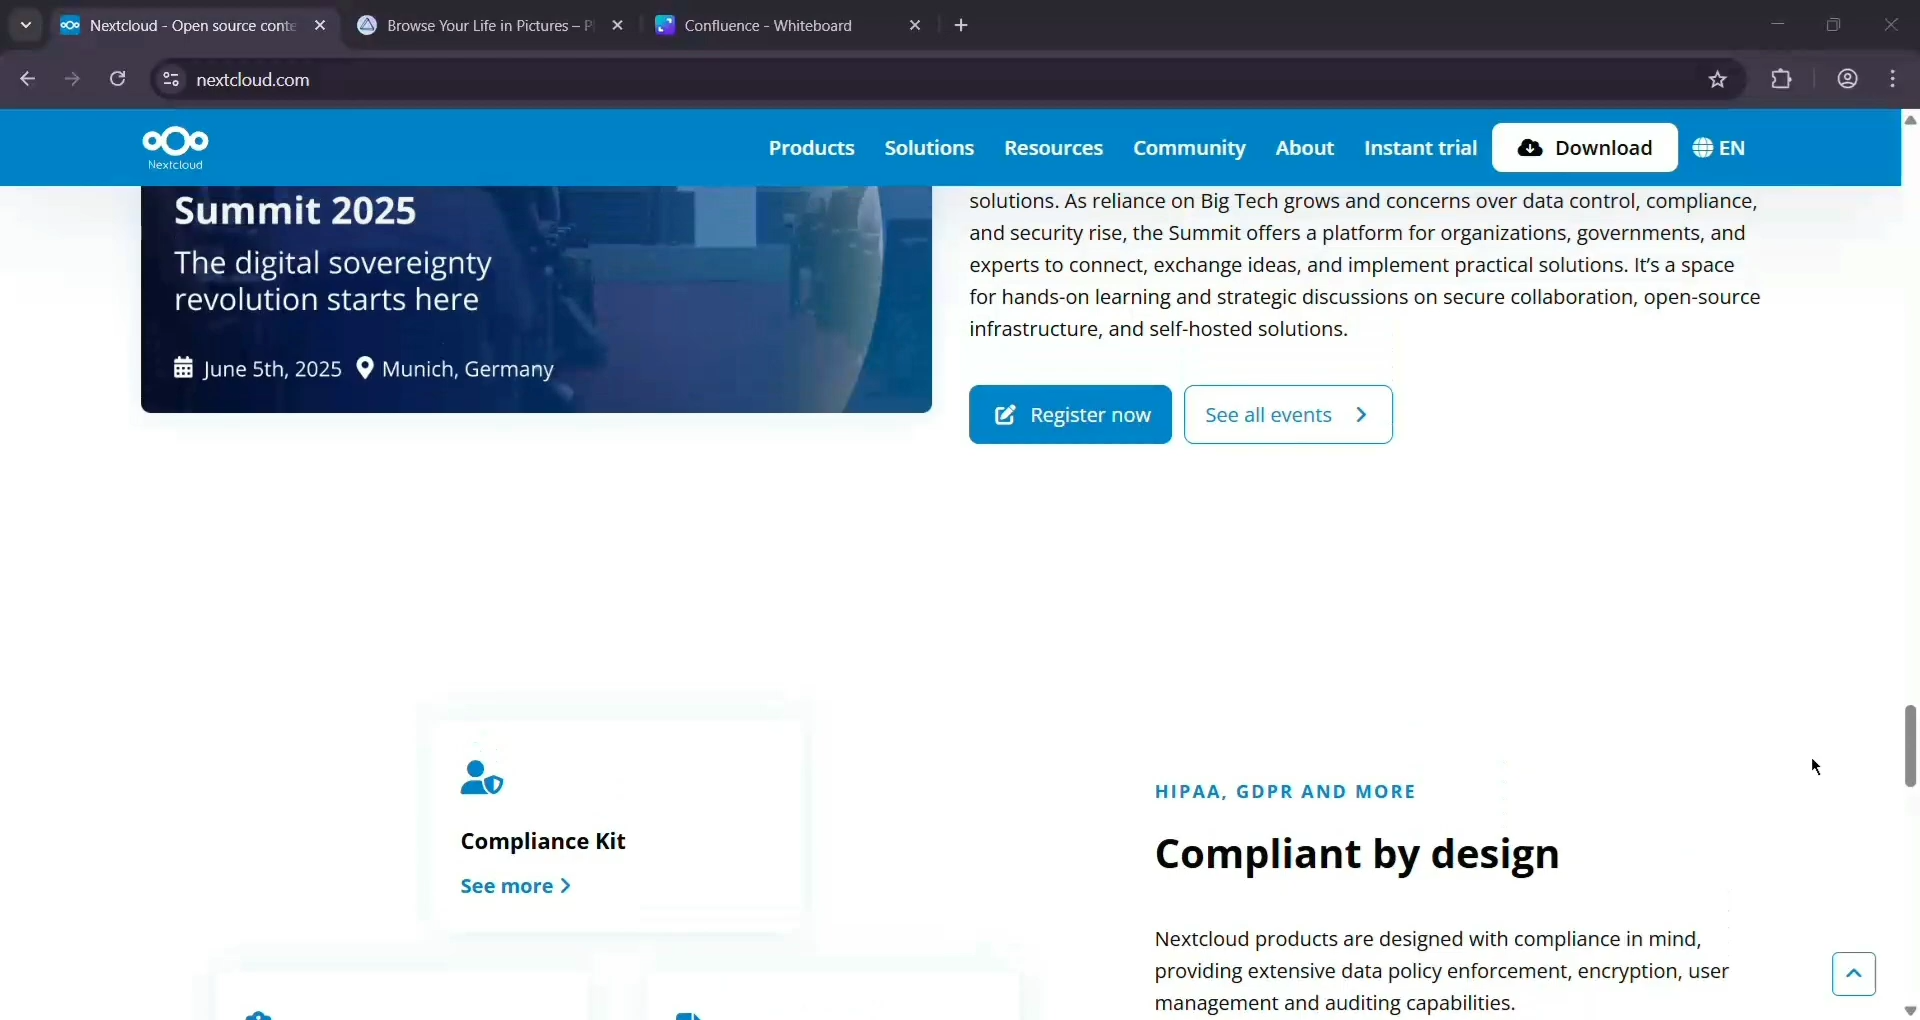 Nextcloud - Open source conte
Browse Your Life in Pictures – P
Confluence - Whiteboard
nextcloud.com
Nextcloud
Products
Solutions
Resources
Community
About
Instant trial
Download
EN
Summit 2025
The digital sovereignty
revolution starts here
June 5th, 2025
Munich, Germany
solutions. As reliance on Big Tech grows and concerns over data control, compliance,
and security rise, the Summit offers a platform for organizations, governments, and
experts to connect, exchange ideas, and implement practical solutions. It’s a space
for hands-on learning and strategic discussions on secure collaboration, open-source
infrastructure, and self-hosted solutions.
Register now
See all events
Compliance Kit
See more
HIPAA, GDPR AND MORE
Compliant by design
Nextcloud products are designed with compliance in mind,
providing extensive data policy enforcement, encryption, user
management and auditing capabilities.